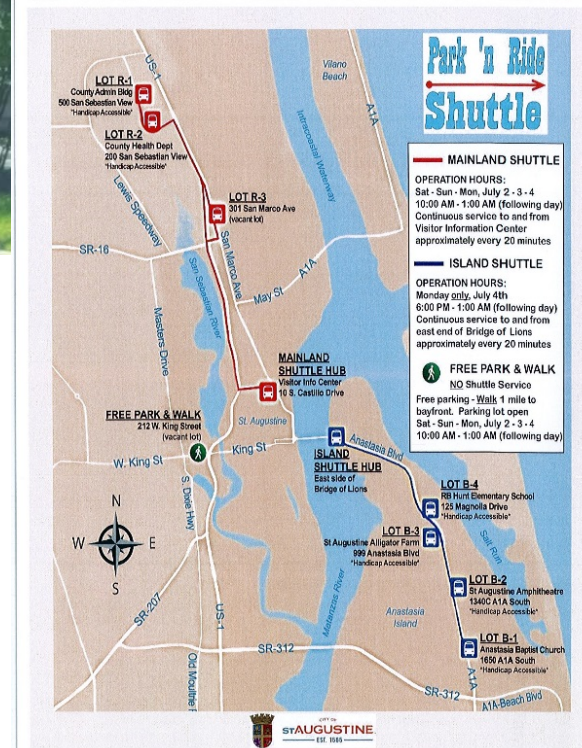 Park 'n Ride
Shuttle
MAINLAND SHUTTLE
OPERATION HOURS:
Sat - Sun - Mon, July 2 - 3 - 4
10:00 AM - 1:00 AM (following day)
Continuous service to and from
Visitor Information Center
approximately every 20 minutes
ISLAND SHUTTLE
OPERATION HOURS:
Monday only, July 4th
6:00 PM - 1:00 AM (following day)
Continuous service to and from
east end of Bridge of Lions
approximately every 20 minutes
FREE PARK & WALK
NO Shuttle Service
Free parking - Walk 1 mile to
bayfront. Parking lot open
Sat - Sun - Mon, July 2 - 3 - 4
10:00 AM - 1:00 AM (following day)
US-1
LOT R-1
County Admin Bldg
500 San Sebastian View
*Handicap Accessible*
LOT R-2
County Health Dept
200 San Sebastian View
*Handicap Accessible*
Vilano
Beach
A1A
Intracoastal Waterway
Lewis Speedway
LOT R-3
301 San Marco Ave
(vacant lot)
SR-16
San Marco Ave
San Sebastian River
A1A
May St
Masters Drive
MAINLAND
SHUTTLE HUB
Visitor Info Center
10 S. Castillo Drive
FREE PARK & WALK
212 W. King Street
(vacant lot)
St. Augustine
W. King St
King St
Anastasia Blvd
ISLAND
SHUTTLE HUB
East side of
Bridge of Lions
S. Dixie Hwy
N
W
E
S
LOT B-4
RB Hunt Elementary School
125 Magnolia Drive
*Handicap Accessible*
LOT B-3
St Augustine Alligator Farm
999 Anastasia Blvd
*Handicap Accessible*
Salt Run
LOT B-2
St Augustine Amphitheatre
1340C A1A South
*Handicap Accessible*
Matanzas River
Anastasia
Island
SR-207
US-1
SR-312
LOT B-1
Anastasia Baptist Church
1650 A1A South
*Handicap Accessible*
Old Moultrie
A1A
SR-312
A1A-Beach Blvd
CITY OF
ST AUGUSTINE
EST. 1565